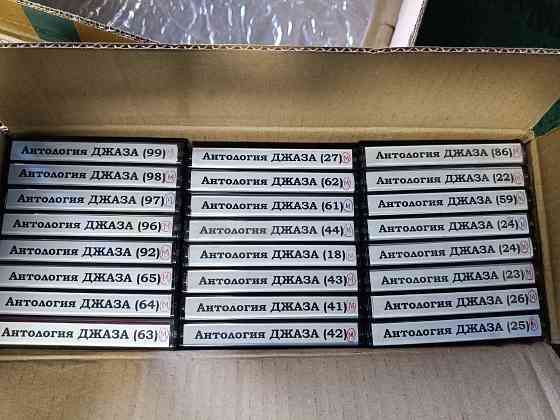 Антология ДЖАЗА (99) М
Антология ДЖАЗА (98) М
Антология ДЖАЗА (97) М
Антология ДЖАЗА (96) М
Антология ДЖАЗА (92) М
Антология ДЖАЗА (65) М
Антология ДЖАЗА (64) М
Антология ДЖАЗА (63) М
Антология ДЖАЗА (27) М
Антология ДЖАЗА (62) М
Антология ДЖАЗА (61) М
Антология ДЖАЗА (44) М
Антология ДЖАЗА (18) М
Антология ДЖАЗА (43) М
Антология ДЖАЗА (41) М
Антология ДЖАЗА (42) М
Антология ДЖАЗА (86) М
Антология ДЖАЗА (22) М
Антология ДЖАЗА (59) М
Антология ДЖАЗА (24) М
Антология ДЖАЗА (24) М
Антология ДЖАЗА (23) М
Антология ДЖАЗА (26) М
Антология ДЖАЗА (25) М